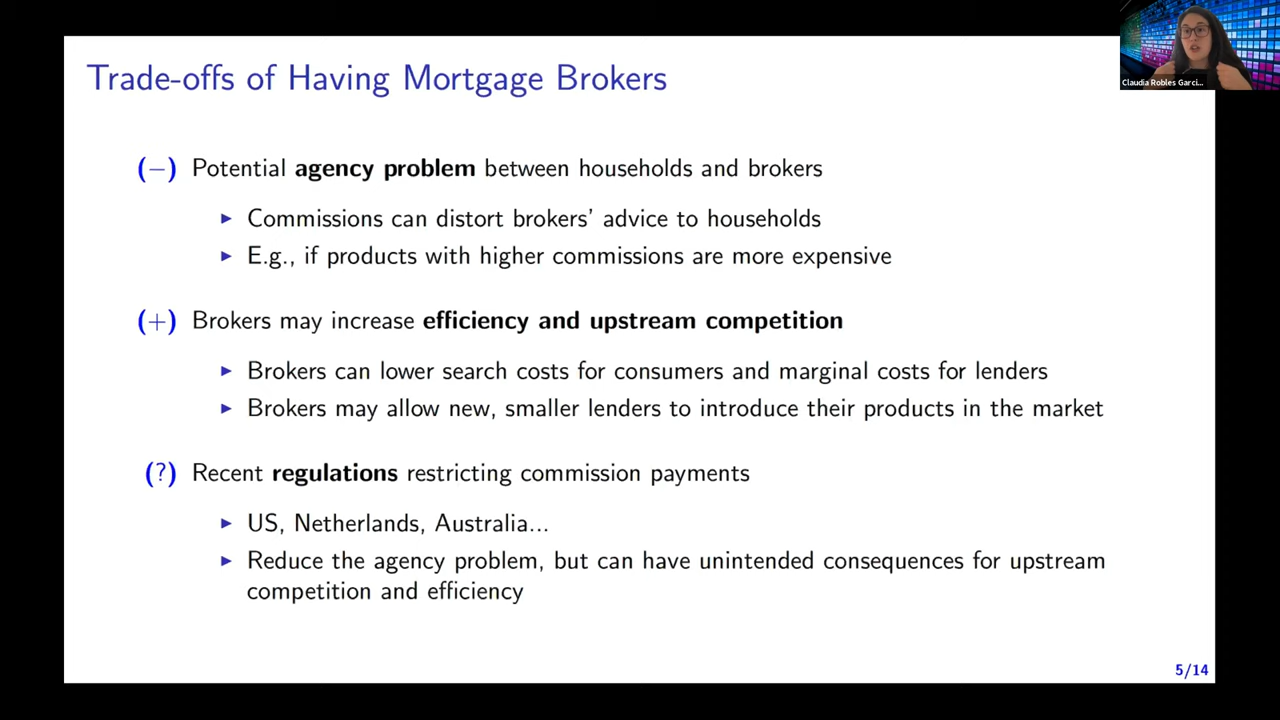 Trade-offs of Having Mortgage Brokers
Claudia Robles Garci...
(−) Potential agency problem between households and brokers
▶ Commissions can distort brokers' advice to households
▶ E.g., if products with higher commissions are more expensive
(+) Brokers may increase efficiency and upstream competition
▶ Brokers can lower search costs for consumers and marginal costs for lenders
▶ Brokers may allow new, smaller lenders to introduce their products in the market
(?) Recent regulations restricting commission payments
▶ US, Netherlands, Australia...
▶ Reduce the agency problem, but can have unintended consequences for upstream
competition and efficiency
5/14